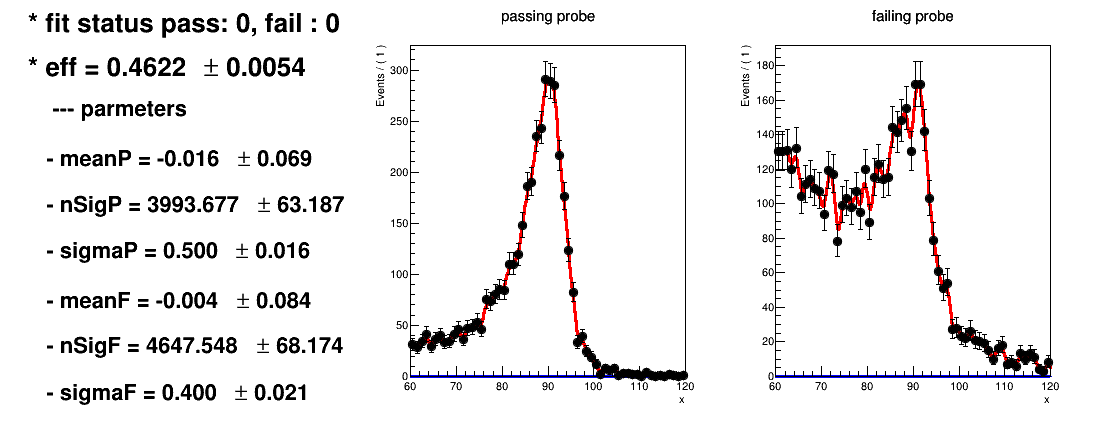 * fit status pass: 0, fail : 0
* eff = 0.4622 ± 0.0054
--- parmeters
- meanP = -0.016 ± 0.069
- nSigP = 3993.677 ± 63.187
- sigmaP = 0.500 ± 0.016
- meanF = -0.004 ± 0.084
- nSigF = 4647.548 ± 68.174
- sigmaF = 0.400 ± 0.021
passing probe
Events / ( 1 )
300
250
200
150
100
50
0
60 70 80 90 100 110 120
x
failing probe
Events / ( 1 )
180
160
140
120
100
80
60
40
20
0
60 70 80 90 100 110 120
x